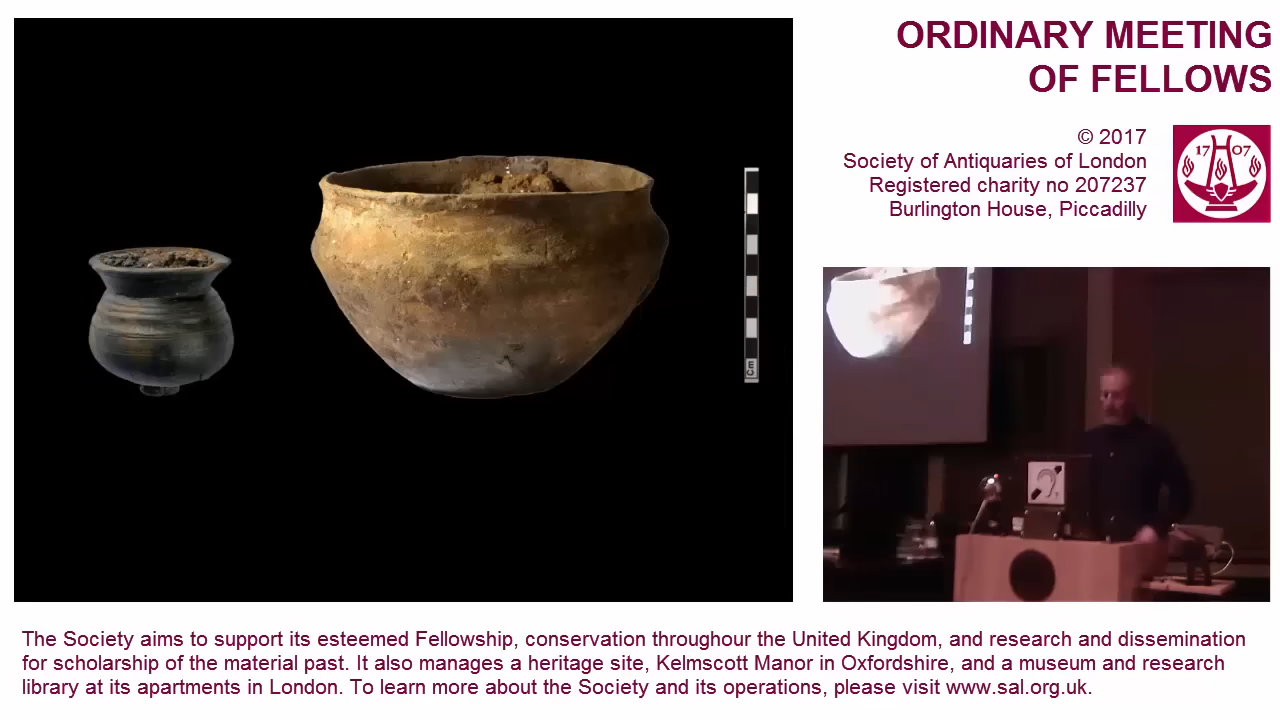 ORDINARY MEETING
OF FELLOWS
© 2017
Society of Antiquaries of London
Registered charity no 207237
Burlington House, Piccadilly
17 07
cm
The Society aims to support its esteemed Fellowship, conservation throughour the United Kingdom, and research and dissemination
for scholarship of the material past. It also manages a heritage site, Kelmscott Manor in Oxfordshire, and a museum and research
library at its apartments in London. To learn more about the Society and its operations, please visit www.sal.org.uk.